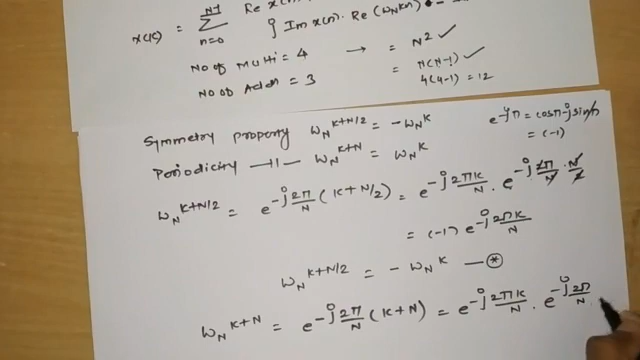 x(k) = N-1 Σ n=0 Re x(n).
{ Im x(n). Re (W_N^kn)
No of Multi = 4 → = N² ✓
No of Addn = 3 = N(N-1) ✓
4(4-1) = 12
Symmetry property W_N^{k+N/2} = -W_N^k e^{-jπ} = cosπ-jsinπ
= (-1)
Periodicity —11— W_N^{k+N} = W_N^k
W_N^{k+N/2} = e^{-j 2π/N (k+N/2)} = e^{-j 2πk/N} . e^{-j 2π/N . N/2}
= (-1) e^{-j 2πk/N}
W_N^{k+N/2} = - W_N^k —⊛
W_N^{k+N} = e^{-j 2π/N (k+N)} = e^{-j 2πk/N} . e^{-j 2π/N .}